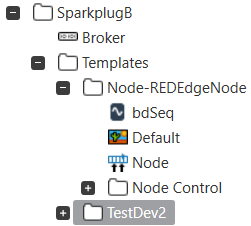 SparkplugB
Broker
Templates
Node-REDEdgeNode
bdSeq
Default
Node
Node Control
TestDev2